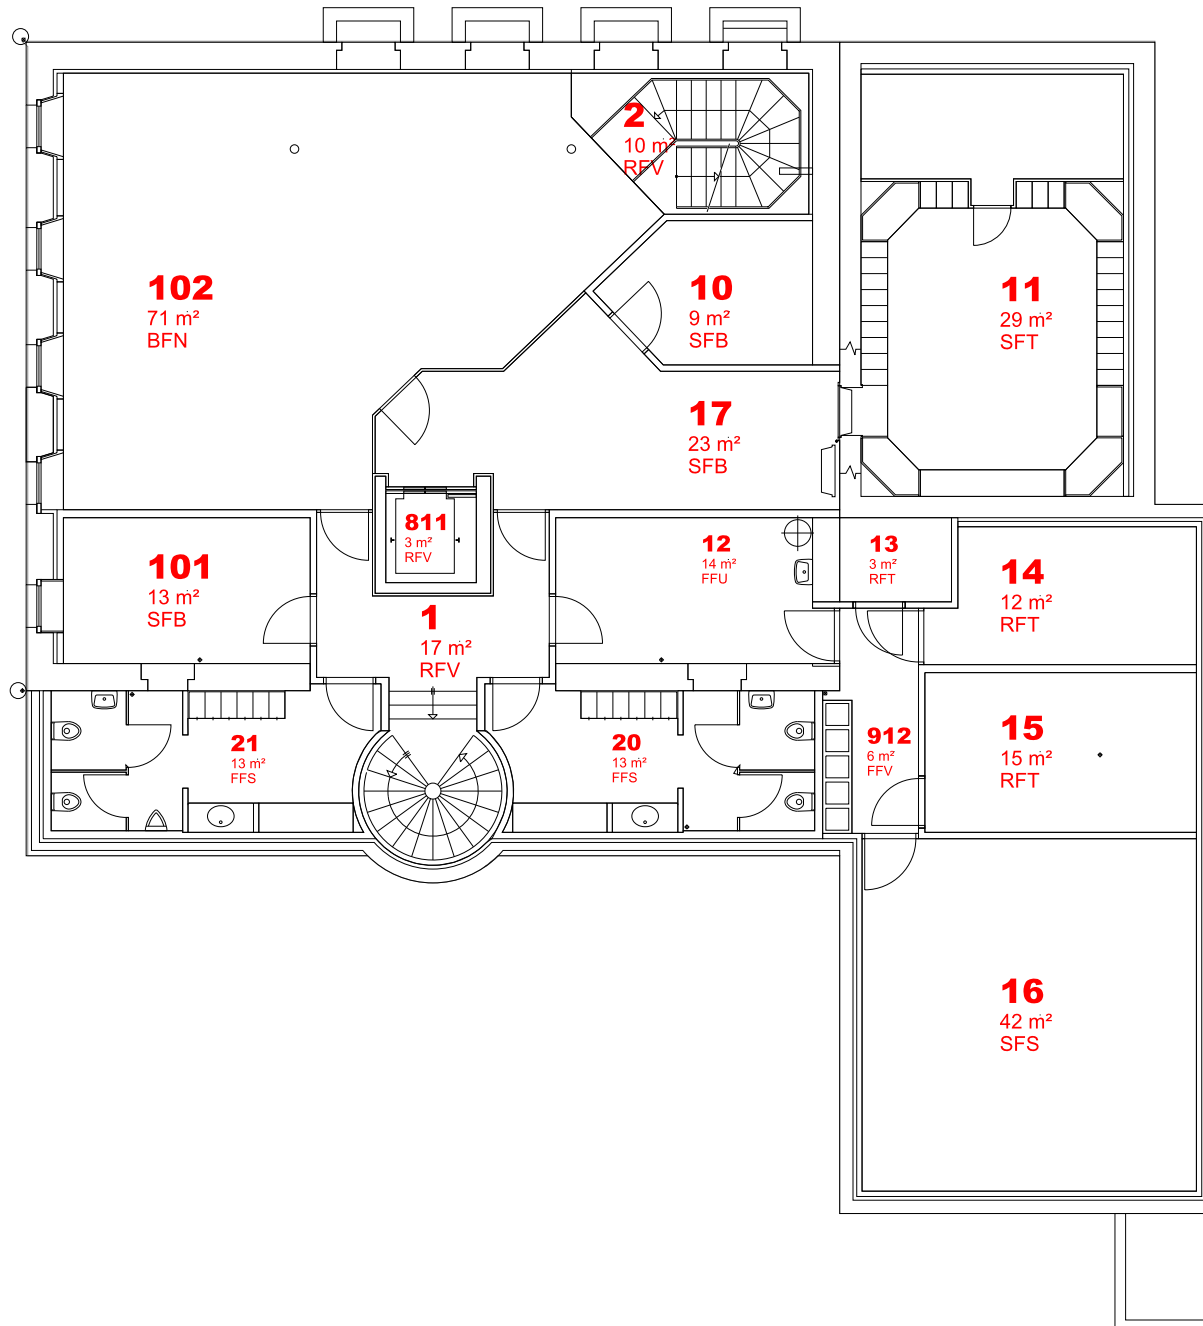 2
10 m²
RFV
102
71 m²
BFN
10
9 m²
SFB
11
29 m²
SFT
17
23 m²
SFB
811
3 m²
RFV
12
14 m²
FFU
13
3 m²
RFT
14
12 m²
RFT
101
13 m²
SFB
1
17 m²
RFV
21
13 m²
FFS
20
13 m²
FFS
912
6 m²
FFV
15
15 m²
RFT
16
42 m²
SFS